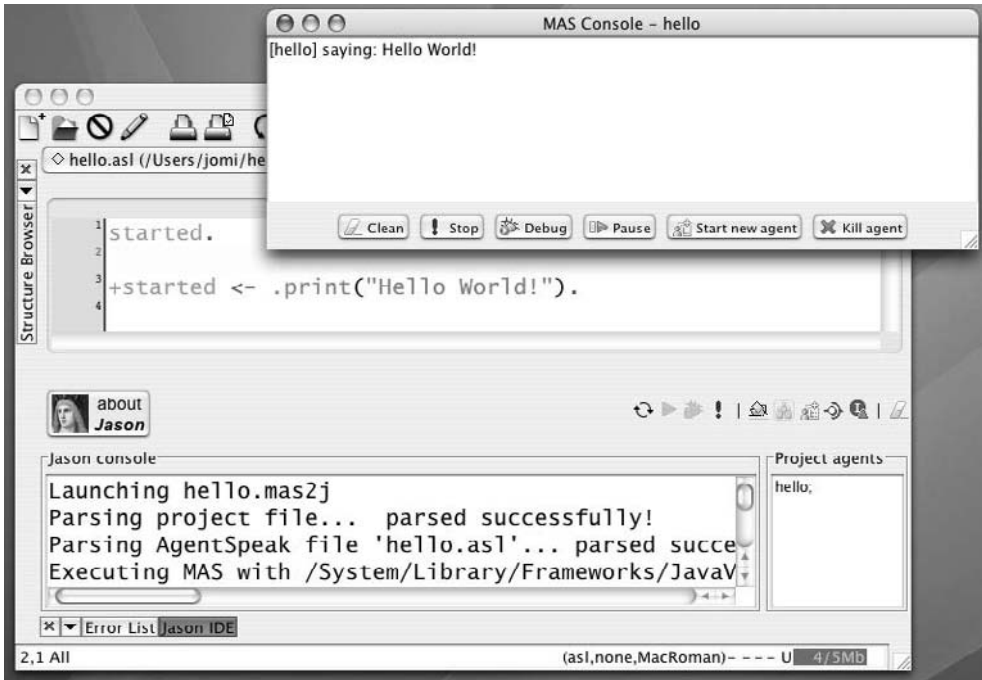 MAS Console - hello
[hello] saying: Hello World!
Clean
Stop
Debug
Pause
Start new agent
Kill agent
hello.asl (/Users/jomi/he
Structure Browser
1 started.
2
3 +started <- .print("Hello World!").
4
about
Jason
Jason console
Launching hello.mas2j
Parsing project file... parsed successfully!
Parsing AgentSpeak file 'hello.asl'... parsed succe
Executing MAS with /System/Library/Frameworks/JavaV
Project agents
hello;
Error List Jason IDE
2,1 All
(asl,none,MacRoman)- - - - U 4/5Mb